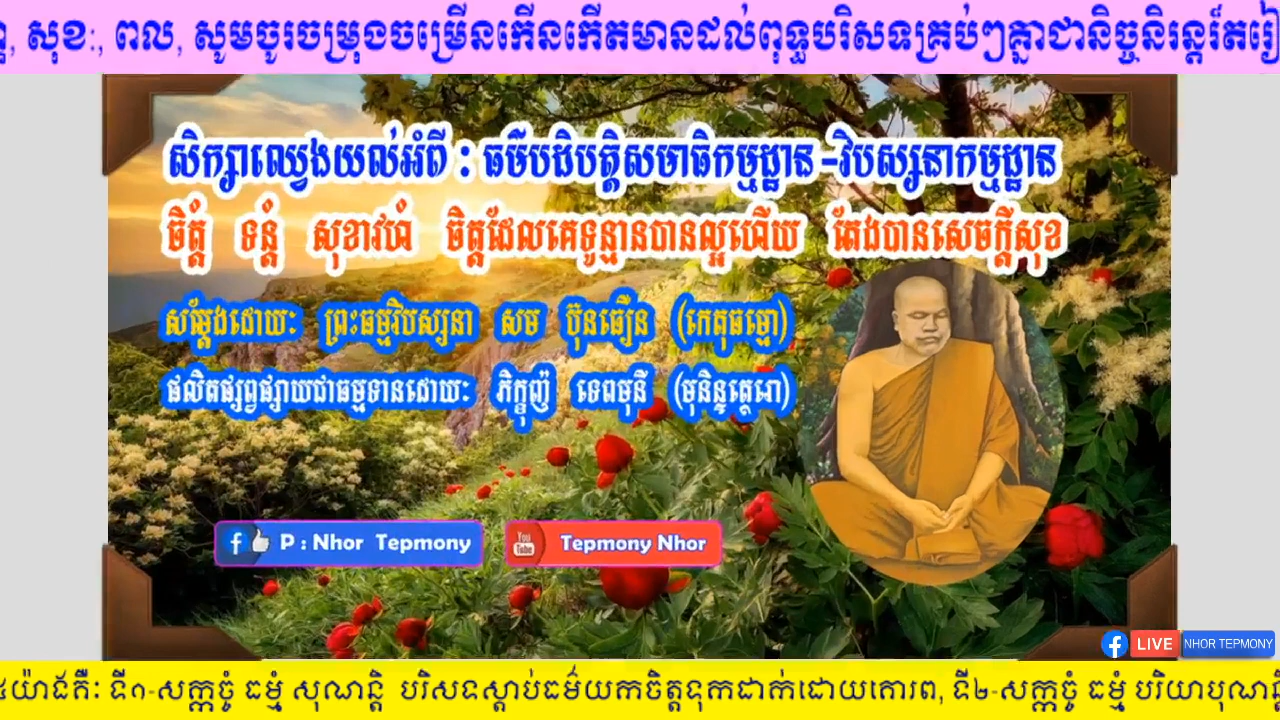 សុខៈ, ពល, សូមចូរចម្រុងចម្រើនកើនកើតមានដល់ពុទ្ធបរិសទគ្រប់ៗគ្នាជានិច្ចនិរន្តរ៍តរៀ
សិក្សាឈ្វេងយល់អំពី : ធម៌បដិបត្តិសមាធិកម្មដ្ឋាន -វិបស្សនាកម្មដ្ឋាន
ចិត្តំ ទន្តំ សុខាវហំ ចិត្តដែលគេទូន្មានបានល្អហើយ តែងបានសេចក្តីសុខ
សម្តែងដោយៈ ព្រះធម្មវិបស្សនា សម ប៊ុនធឿន (កេតុធម្មោ)
ផលិតផ្សព្វផ្សាយជាធម្មទានដោយៈ ភិក្ខុញ៉ ទេពមុនី (មុនិន្ទត្ថេរោ)
P : Nhor Tepmony
You Tube Tepmony Nhor
LIVE NHOR TEPMONY
៥យ៉ាងគឺៈ ទី១-សក្កច្ចំ ធម្មំ សុណន្តិ បរិសទស្តាប់ធម៌យកចិត្តទុកដាក់ដោយគោរព, ទី២-សក្កច្ចំ ធម្មំ បរិយាបុណន្តិ